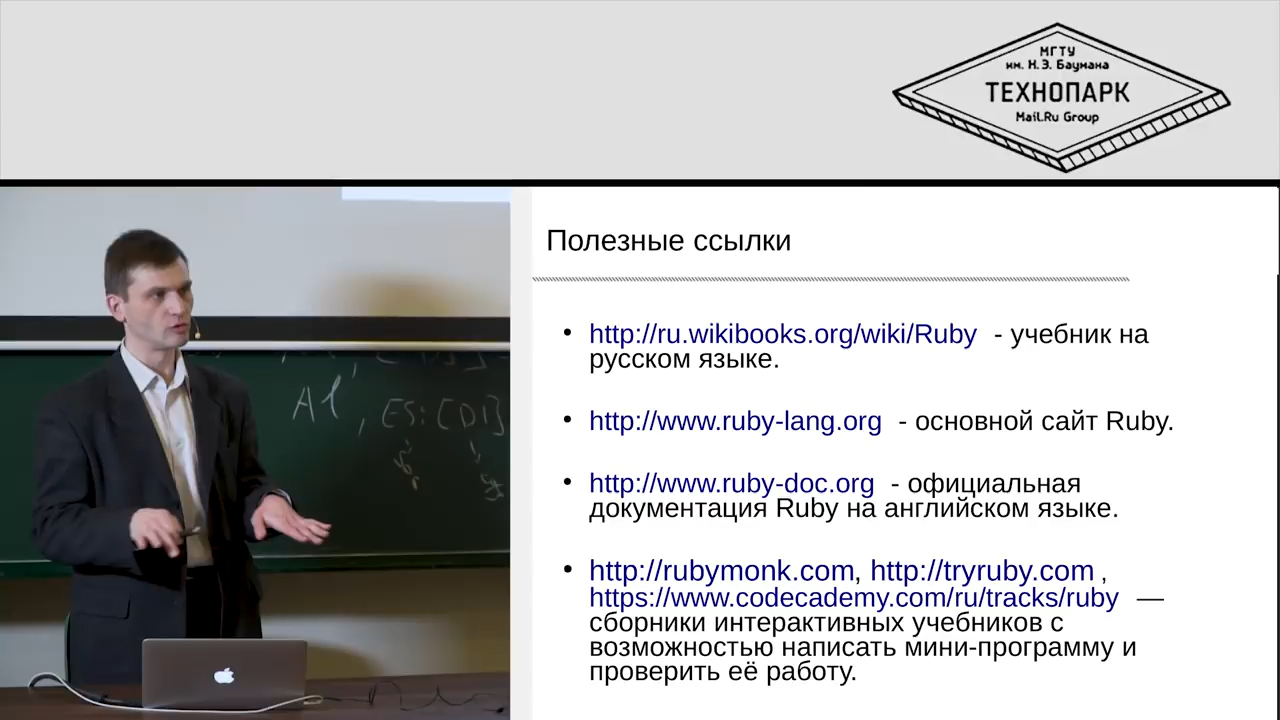 МГТУ
им. Н.Э. Баумана
ТЕХНОПАРК
Mail.Ru Group
Полезные ссылки
• http://ru.wikibooks.org/wiki/Ruby - учебник на
русском языке.
• http://www.ruby-lang.org - основной сайт Ruby.
• http://www.ruby-doc.org - официальная
документация Ruby на английском языке.
• http://rubymonk.com, http://tryruby.com ,
https://www.codecademy.com/ru/tracks/ruby —
сборники интерактивных учебников с
возможностью написать мини-программу и
проверить её работу.
Al , ES:[DI]